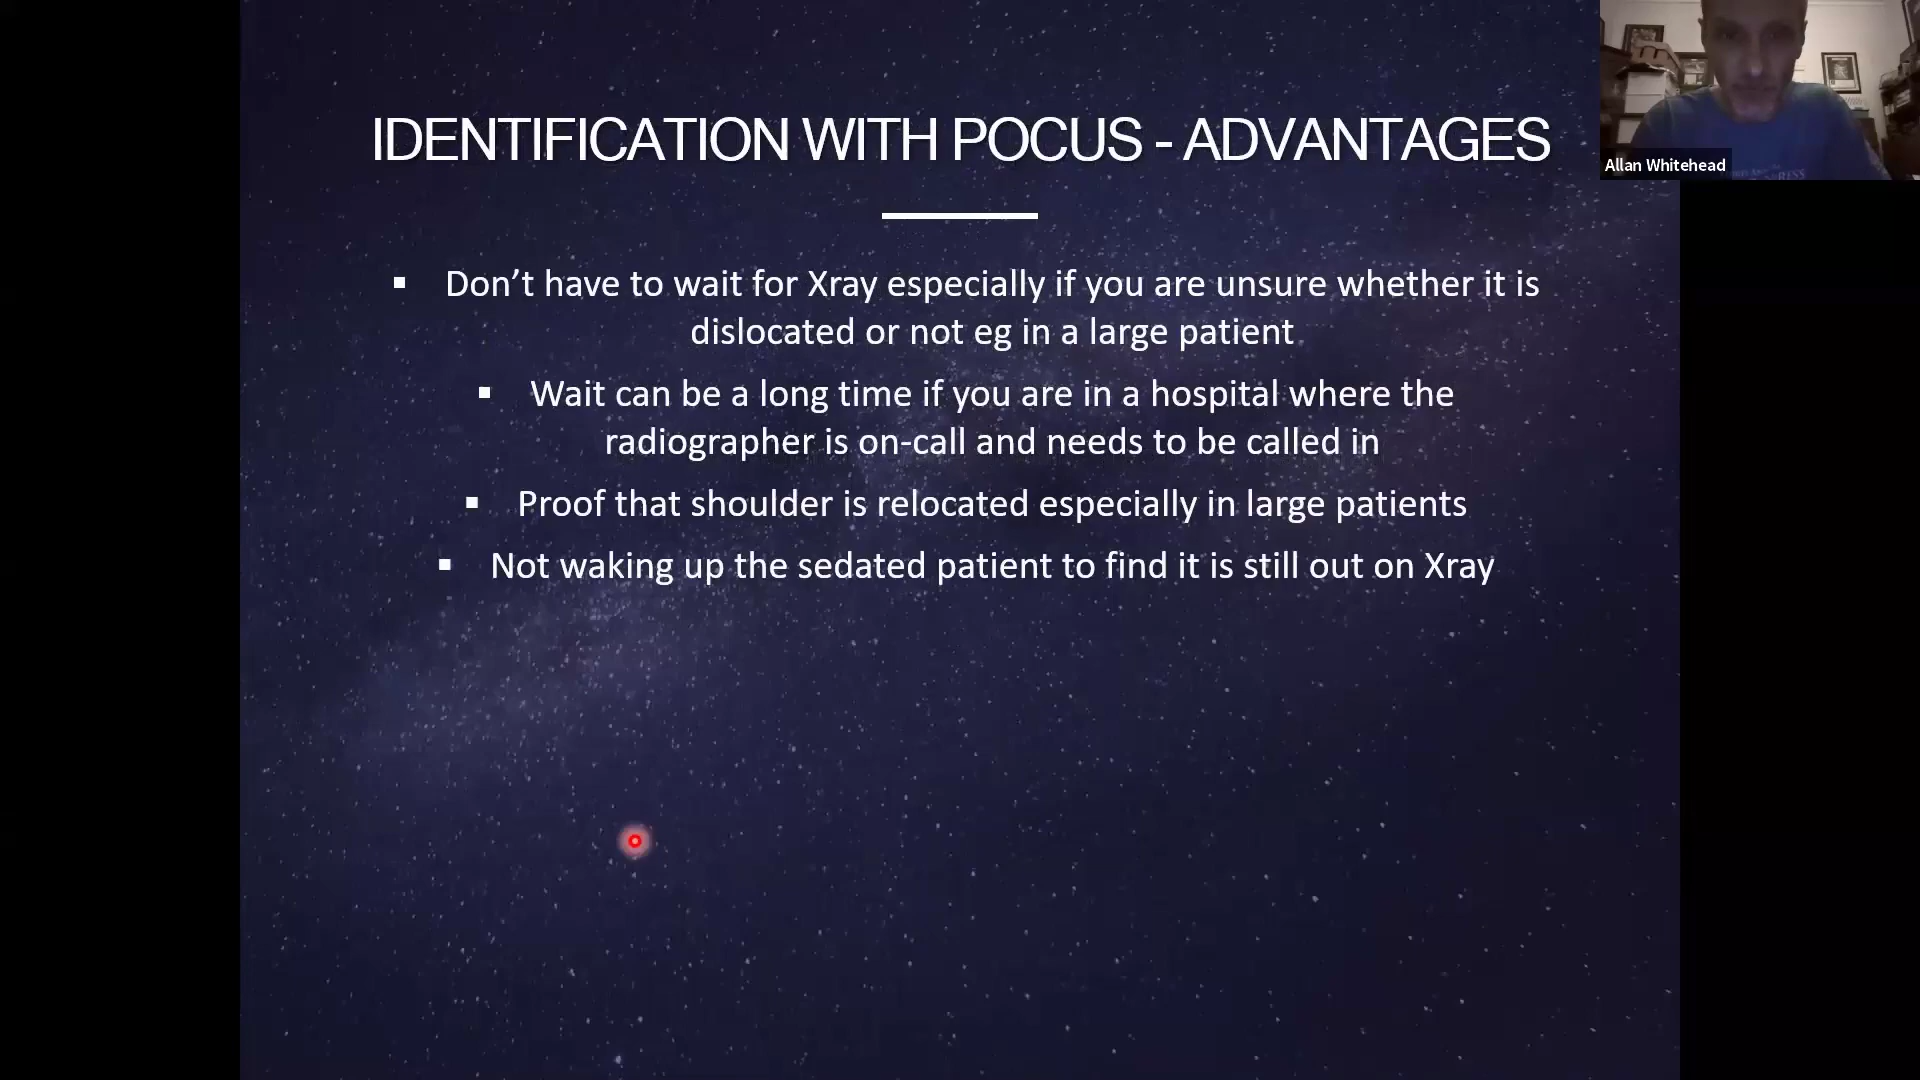 IDENTIFICATION WITH POCUS - ADVANTAGES
Allan Whitehead
▪ Don’t have to wait for Xray especially if you are unsure whether it is
dislocated or not eg in a large patient
▪ Wait can be a long time if you are in a hospital where the
radiographer is on-call and needs to be called in
▪ Proof that shoulder is relocated especially in large patients
▪ Not waking up the sedated patient to find it is still out on Xray